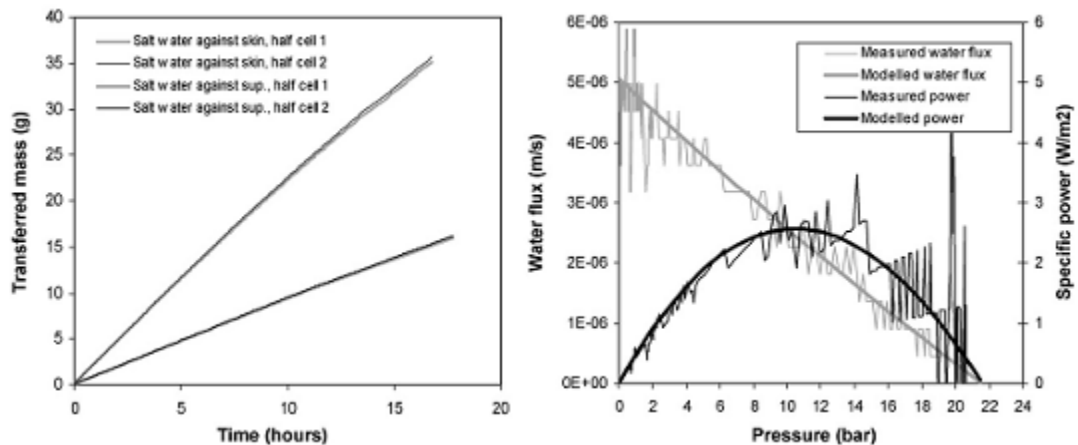 40
35
30
25
20
15
10
5
0
Transferred mass (g)
Salt water against skin, half cell 1
Salt water against skin, half cell 2
Salt water against sup., half cell 1
Salt water against sup., half cell 2
0 5 10 15 20
Time (hours)
6E-06
5E-06
4E-06
3E-06
2E-06
1E-06
0E+00
Water flux (m/s)
Measured water flux
Modelled water flux
Measured power
Modelled power
6
5
4
3
2
1
0
Specific power (W/m2)
0 2 4 6 8 10 12 14 16 18 20 22 24
Pressure (bar)